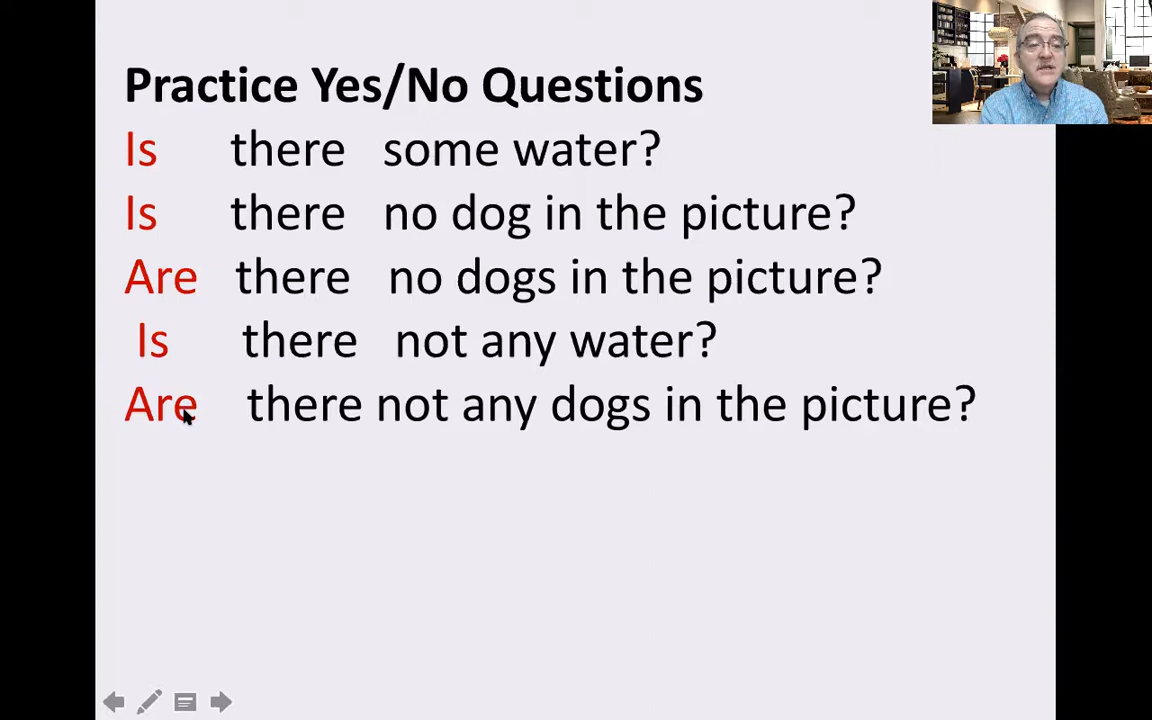 Practice Yes/No Questions
Is there some water?
Is there no dog in the picture?
Are there no dogs in the picture?
Is there not any water?
Are there not any dogs in the picture?